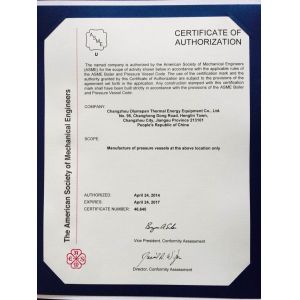 CERTIFICATE OF
AUTHORIZATION
U
The named company is authorized by the American Society of Mechanical Engineers
(ASME) for the scope of activity shown below in accordance with the applicable rules of
the ASME Boiler and Pressure Vessel Code. The use of the certification mark and the
authority granted by this Certificate of Authorization are subject to the provisions of the
agreement set forth in the application. Any construction stamped with this certification mark
shall have been built strictly in accordance with the provisions of the ASME Boiler
and Pressure Vessel Code.
COMPANY:
Changzhou Thermal Energy Equipment Co., Ltd.
No. 98, Changhong Dong Road, Henglin Town,
Changzhou City, Jiangsu Province 213101
People's Republic of China
SCOPE:
Manufacture of pressure vessels at the above location only
AUTHORIZED: April 24, 2014
EXPIRES: April 24, 2017
CERTIFICATE NUMBER: 46,645
Vice President, Conformity Assessment
Director, Conformity Assessment
The American Society of Mechanical Engineers